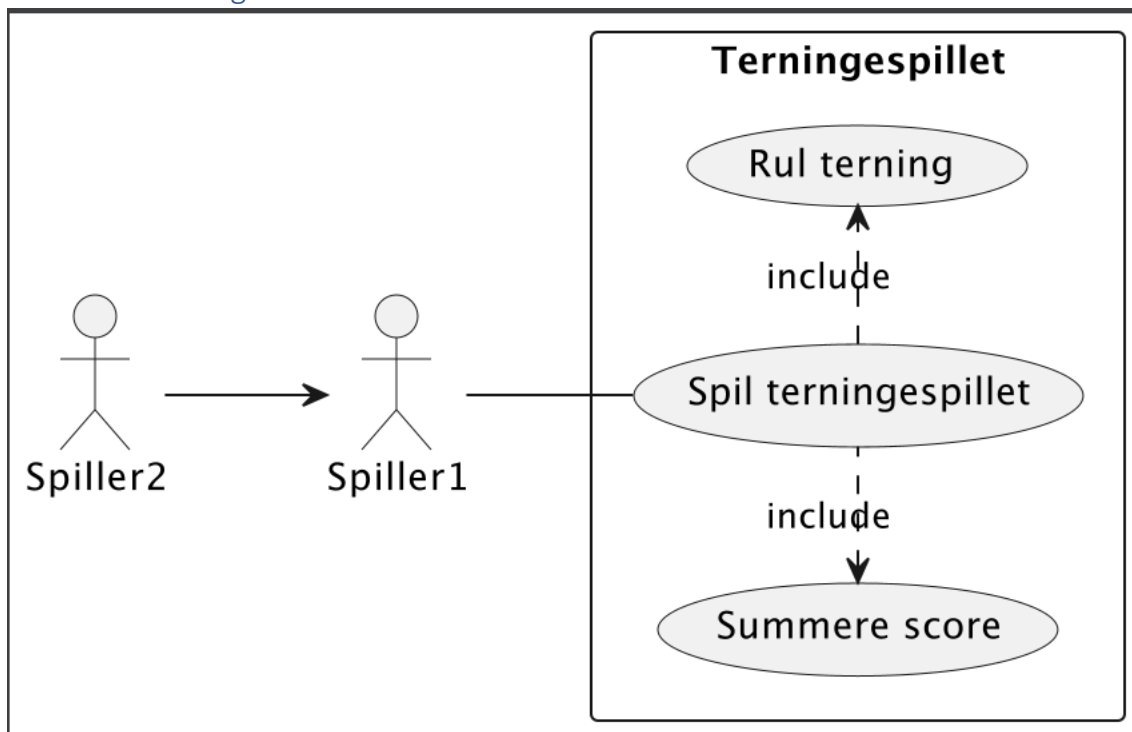 Terningespillet
Rul terning
include
Spil terningespillet
Spiller2
Spiller1
include
Summere score